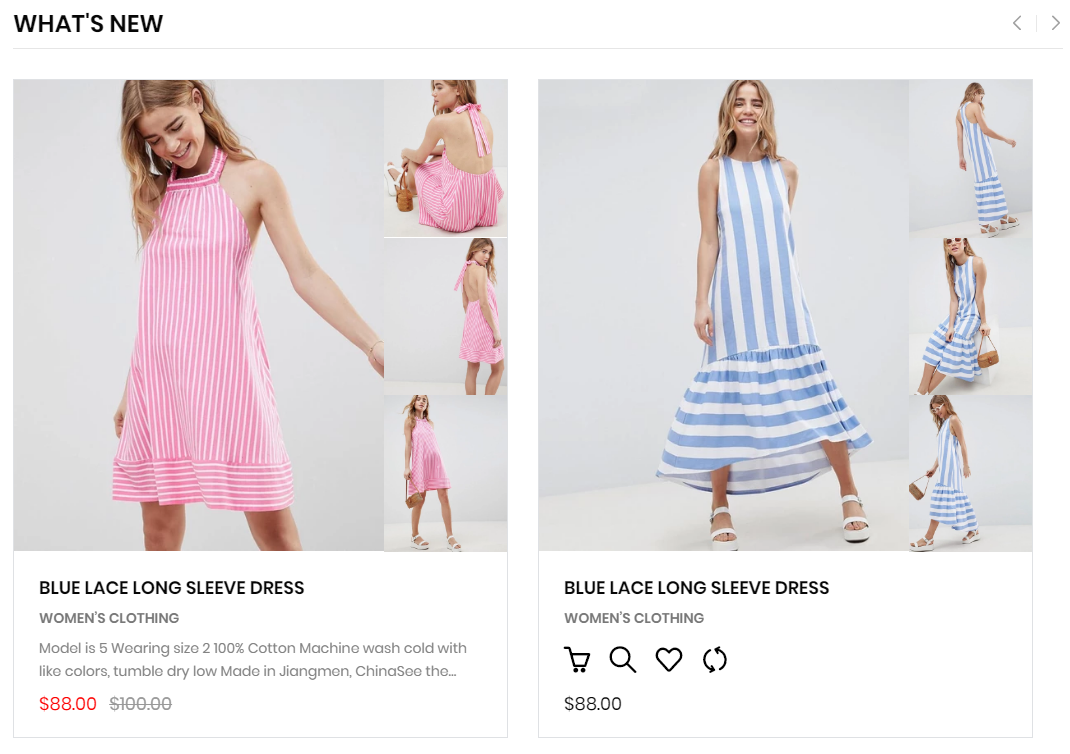 WHAT'S NEW
BLUE LACE LONG SLEEVE DRESS
WOMEN'S CLOTHING
Model is 5 Wearing size 2 100% Cotton Machine wash cold with
like colors, tumble dry low Made in Jiangmen, ChinaSee the...
$88.00 $100.00
BLUE LACE LONG SLEEVE DRESS
WOMEN'S CLOTHING
$88.00